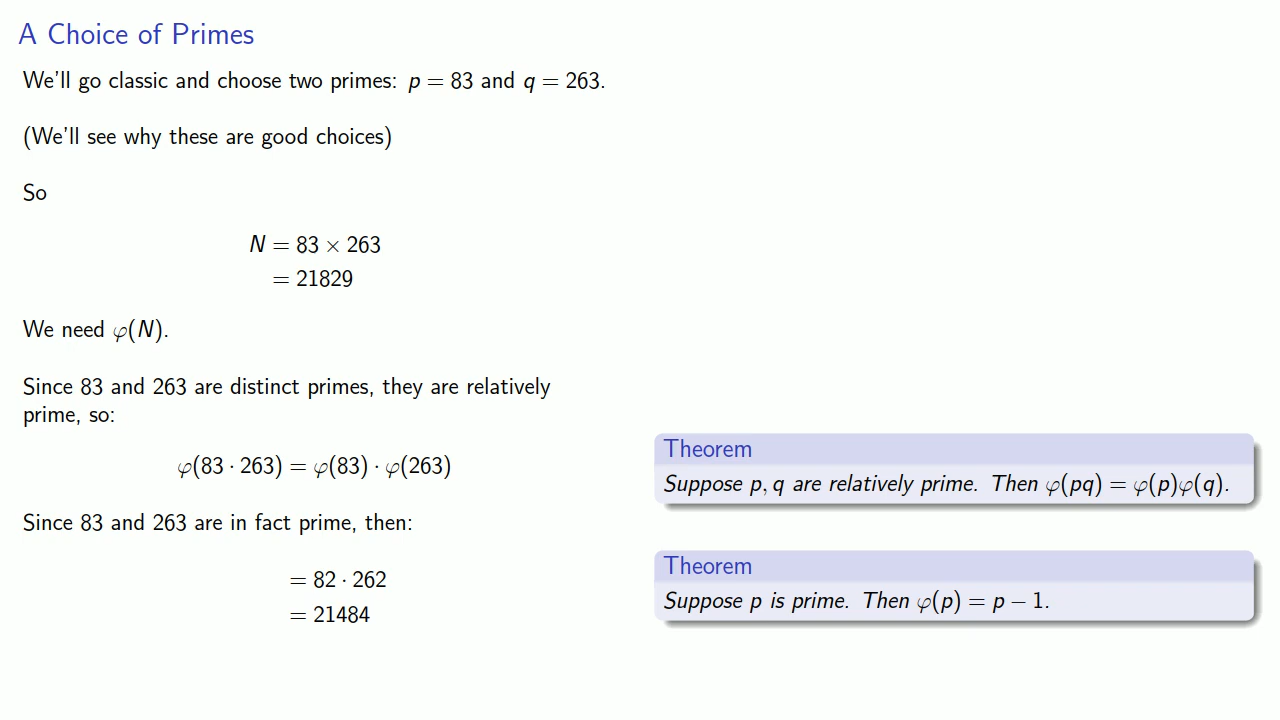 A Choice of Primes
We'll go classic and choose two primes: p = 83 and q = 263.
(We'll see why these are good choices)
So
N = 83 × 263
= 21829
We need φ(N).
Since 83 and 263 are distinct primes, they are relatively
prime, so:
φ(83 · 263) = φ(83) · φ(263)
Since 83 and 263 are in fact prime, then:
= 82 · 262
= 21484
Theorem
Suppose p, q are relatively prime. Then φ(pq) = φ(p)φ(q).
Theorem
Suppose p is prime. Then φ(p) = p − 1.